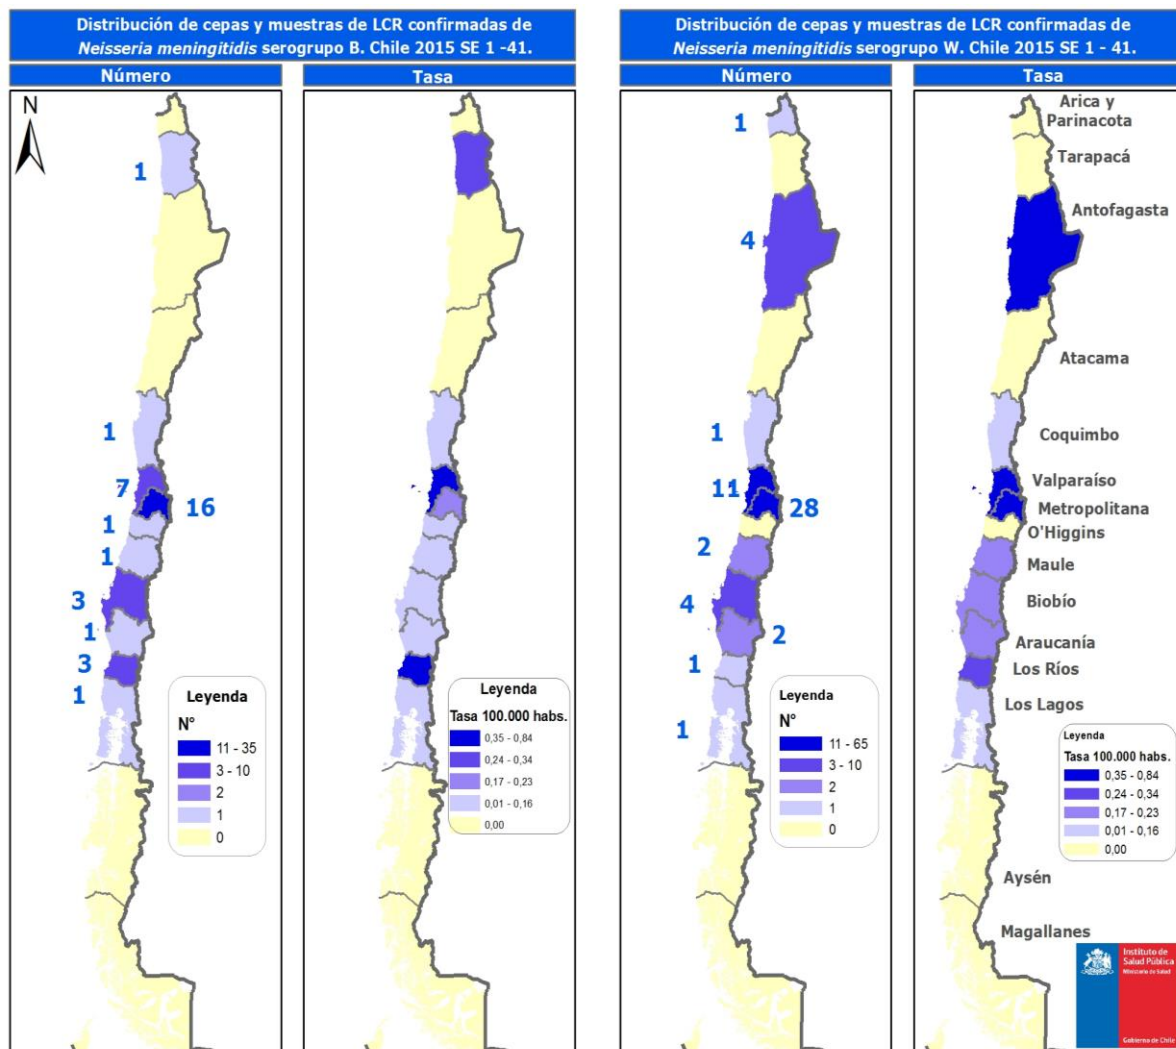 Distribución de cepas y muestras de LCR confirmadas de
Neisseria meningitidis serogrupo B. Chile 2015 SE 1 -41.
Número
Tasa
N
1
1
7
16
1
1
3
1
3
1
Leyenda
N°
11 - 35
3 - 10
2
1
0
Leyenda
Tasa 100.000 habs.
0,35 - 0,84
0,24 - 0,34
0,17 - 0,23
0,01 - 0,16
0,00
Distribución de cepas y muestras de LCR confirmadas de
Neisseria meningitidis serogrupo W. Chile 2015 SE 1 - 41.
Número
Tasa
1
4
1
11
28
2
4
2
1
1
Leyenda
N°
11 - 65
3 - 10
2
1
0
Arica y
Parinacota
Tarapacá
Antofagasta
Atacama
Coquimbo
Valparaíso
Metropolitana
O'Higgins
Maule
Biobío
Araucanía
Los Ríos
Los Lagos
Leyenda
Tasa 100.000 habs.
0,35 - 0,84
0,24 - 0,34
0,17 - 0,23
0,01 - 0,16
0,00
Aysén
Magallanes
Instituto de
Salud Pública
Ministerio de Salud
Gobierno de Chile